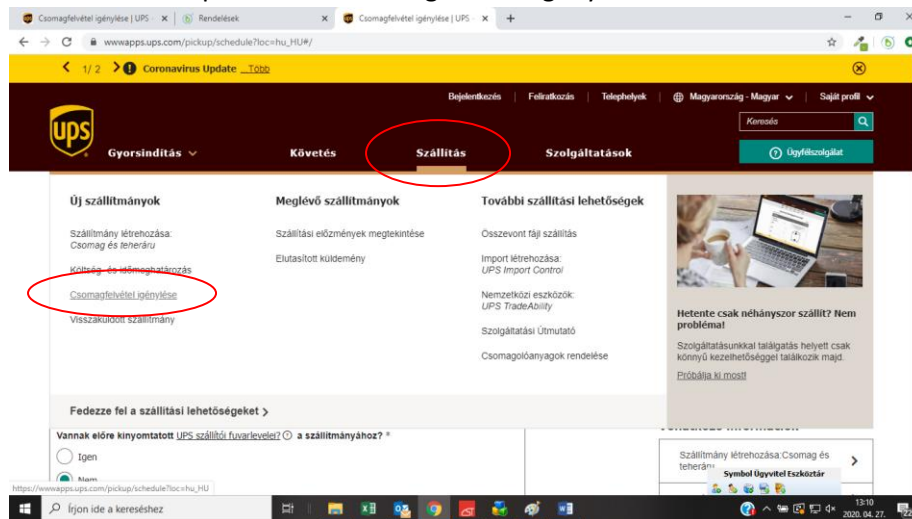 Csomagfelvétel igénylése | UPS
Rendelések
Csomagfelvétel igénylése | UPS
wwwapps.ups.com/pickup/schedule?loc=hu_HU#/
1/ 2 Coronavirus Update ...Több
Bejelentkezés | Feliratkozás | Telephelyek | Magyarország - Magyar | Saját profil
Keresés
ups
Gyorsindítás Követés Szállítás Szolgáltatások
Ügyfélszolgálat
Új szállítmányok
Szállítmány létrehozása:
Csomag és teheráru
Költség- és időmeghatározás
Csomagfelvétel igénylése
Visszaküldött szállítmány
Meglévő szállítmányok
Szállítási előzmények megtekintése
Elutasított küldemény
További szállítási lehetőségek
Összevont fájl szállítás
Import létrehozása:
UPS Import Control
Nemzetközi eszközök:
UPS TradeAbility
Szolgáltatási Útmutató
Csomagolóanyagok rendelése
Hetente csak néhányszor szállít? Nem
probléma!
Szolgáltatásunkkal találgatás helyett csak
könnyű kezelhetőséggel találkozik majd.
Próbálja ki most!
Fedezze fel a szállítási lehetőségeket >
Vannak előre kinyomtatott UPS szállítói fuvarlevelei? a szállítmányához? *
Igen
Nem
Szállítmány létrehozása:Csomag és
teheráru
Symbol Ügyvitel Eszköztár
https://wwwapps.ups.com/pickup/schedule?loc=hu_HU
Írjon ide a kereséshez
13:10
2020. 04. 27.
22